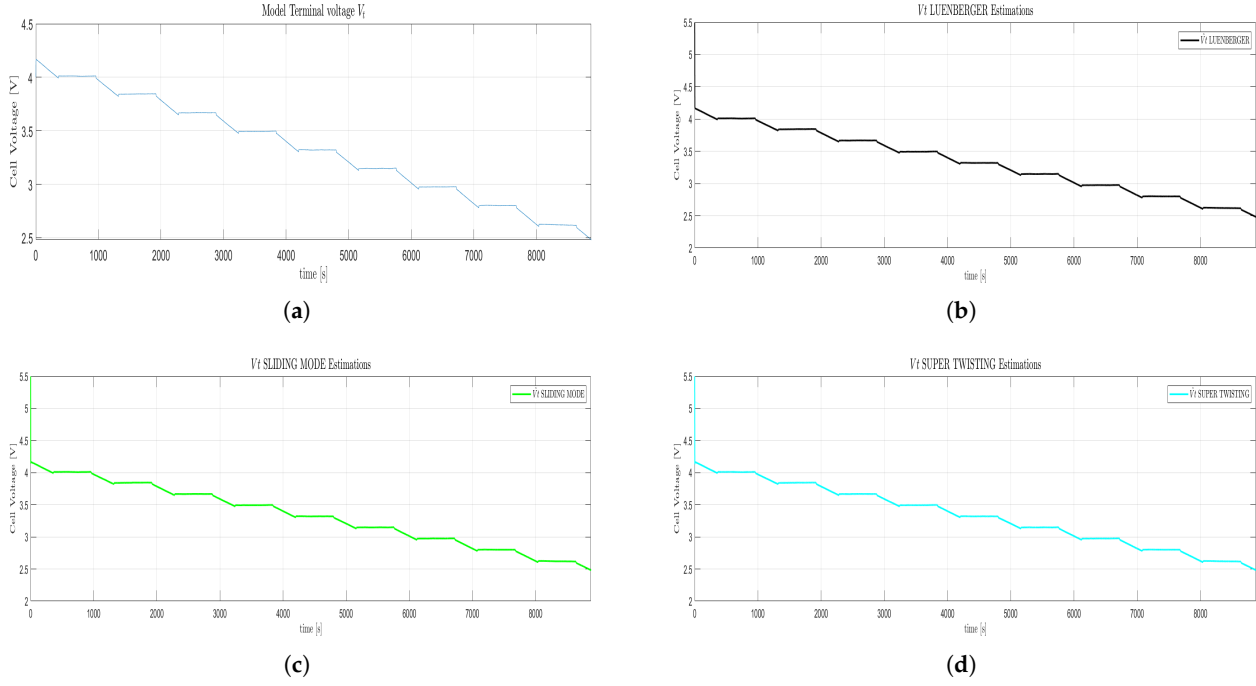 Model Terminal voltage Vt
Cell Voltage [V]
4.5
4
3.5
3
2.5
0 1000 2000 3000 4000 5000 6000 7000 8000
time [s]
(a)
Vt LUENBERGER Estimations
V̂t LUENBERGER
Cell Voltage [V]
5.5
5
4.5
4
3.5
3
2.5
2
0 1000 2000 3000 4000 5000 6000 7000 8000
time [s]
(b)
Vt SLIDING MODE Estimations
V̂t SLIDING MODE
Cell Voltage [V]
5.5
5
4.5
4
3.5
3
2.5
2
0 1000 2000 3000 4000 5000 6000 7000 8000
time [s]
(c)
Vt SUPER TWISTING Estimations
V̂t SUPER TWISTING
Cell Voltage [V]
5.5
5
4.5
4
3.5
3
2.5
2
0 1000 2000 3000 4000 5000 6000 7000 8000
time [s]
(d)